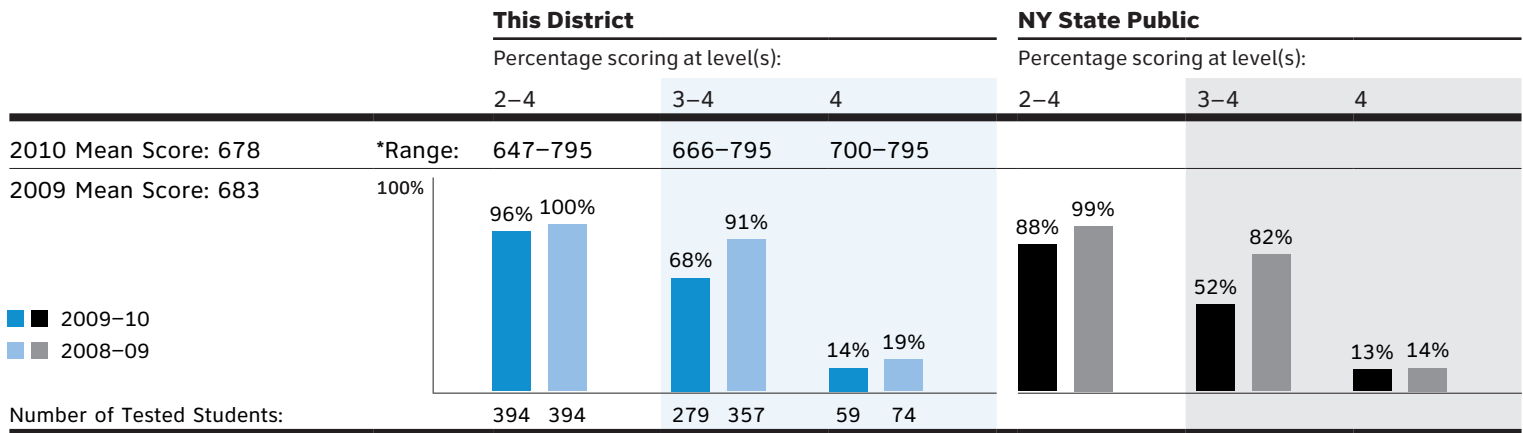 This District NY State Public
Percentage scoring at level(s): Percentage scoring at level(s):
2–4 3–4 4 2–4 3–4 4
2010 Mean Score: 678 *Range: 647–795 666–795 700–795
2009 Mean Score: 683 100%
96% 100% 68% 91% 14% 19% 88% 99% 52% 82% 13% 14%
2009–10
2008–09
Number of Tested Students: 394 394 279 357 59 74